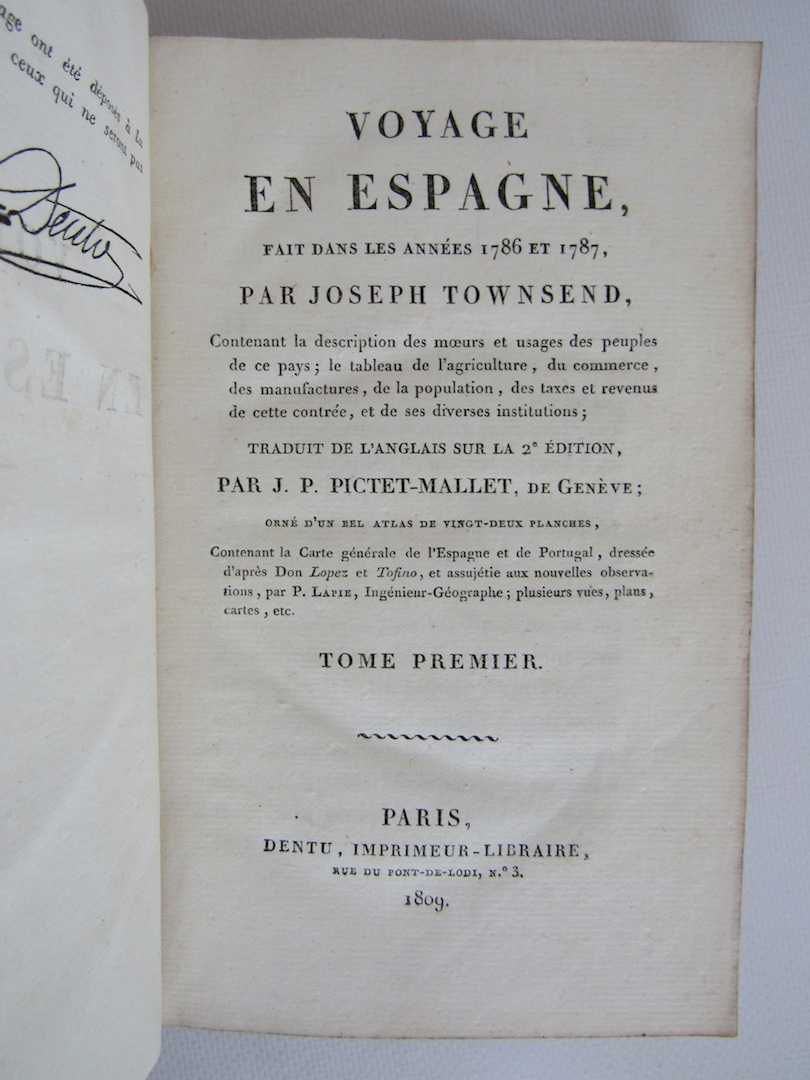 age ont été déposés à la
ceux qui ne seront pas
Dentu
VOYAGE
EN ESPAGNE,
FAIT DANS LES ANNÉES 1786 ET 1787,
PAR JOSEPH TOWNSEND,
Contenant la description des mœurs et usages des peuples
de ce pays ; le tableau de l'agriculture , du commerce ,
des manufactures , de la population , des taxes et revenus
de cette contrée, et de ses diverses institutions ;
TRADUIT DE L'ANGLAIS SUR LA 2e ÉDITION,
PAR J. P. PICTET-MALLET, DE GENÈVE ;
ORNÉ D'UN BEL ATLAS DE VINGT-DEUX PLANCHES ,
Contenant la Carte générale de l'Espagne et de Portugal , dressée
d'après Don Lopez et Tofino, et assujétie aux nouvelles observa-
tions , par P. LAPIE, Ingénieur-Géographe ; plusieurs vues, plans,
cartes , etc.
TOME PREMIER.
PARIS,
DENTU, IMPRIMEUR-LIBRAIRE,
RUE DU PONT-DE-LODI, N.° 3.
1809.